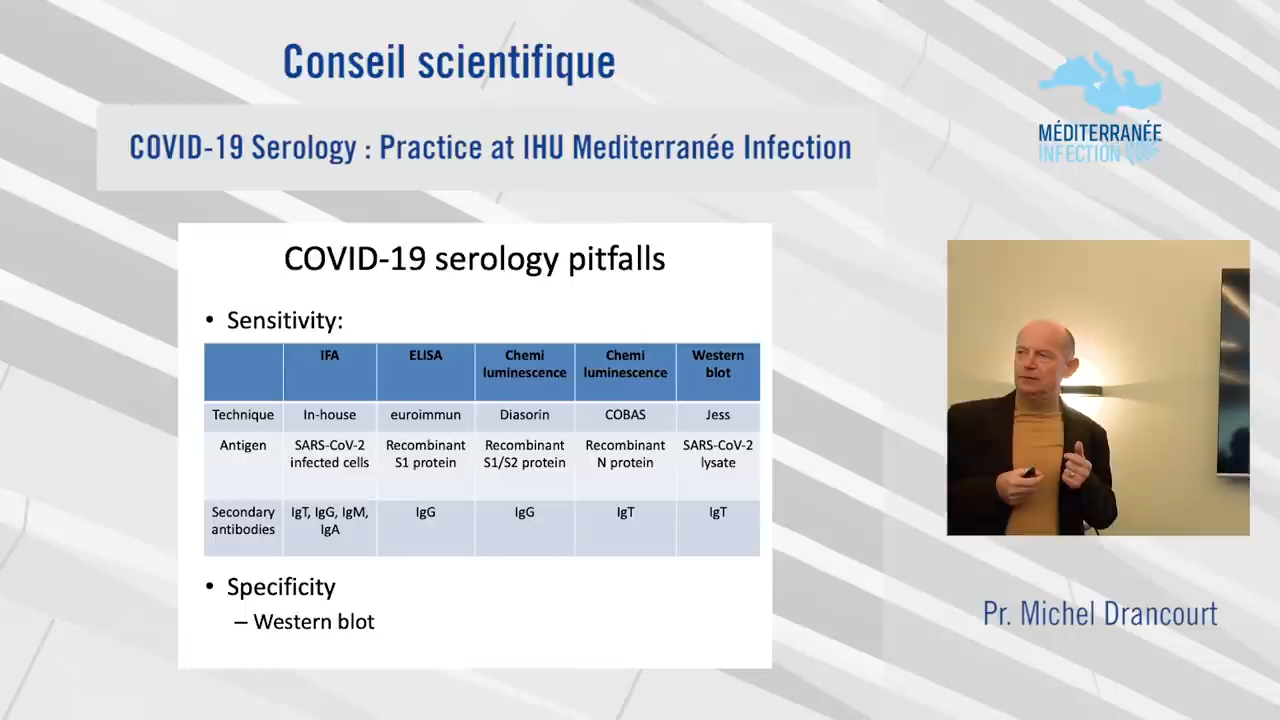 Conseil scientifique
COVID-19 Serology : Practice at IHU Mediterranée Infection
MÉDITERRANÉE
INFECTION
COVID-19 serology pitfalls
• Sensitivity:
IFA ELISA Chemi luminescence Chemi luminescence Western blot
Technique In-house euroimmun Diasorin COBAS Jess
Antigen SARS-CoV-2 infected cells Recombinant S1 protein Recombinant S1/S2 protein Recombinant N protein SARS-CoV-2 lysate
Secondary antibodies IgT, IgG, IgM, IgA IgG IgG IgT IgT
• Specificity
– Western blot
Pr. Michel Drancourt